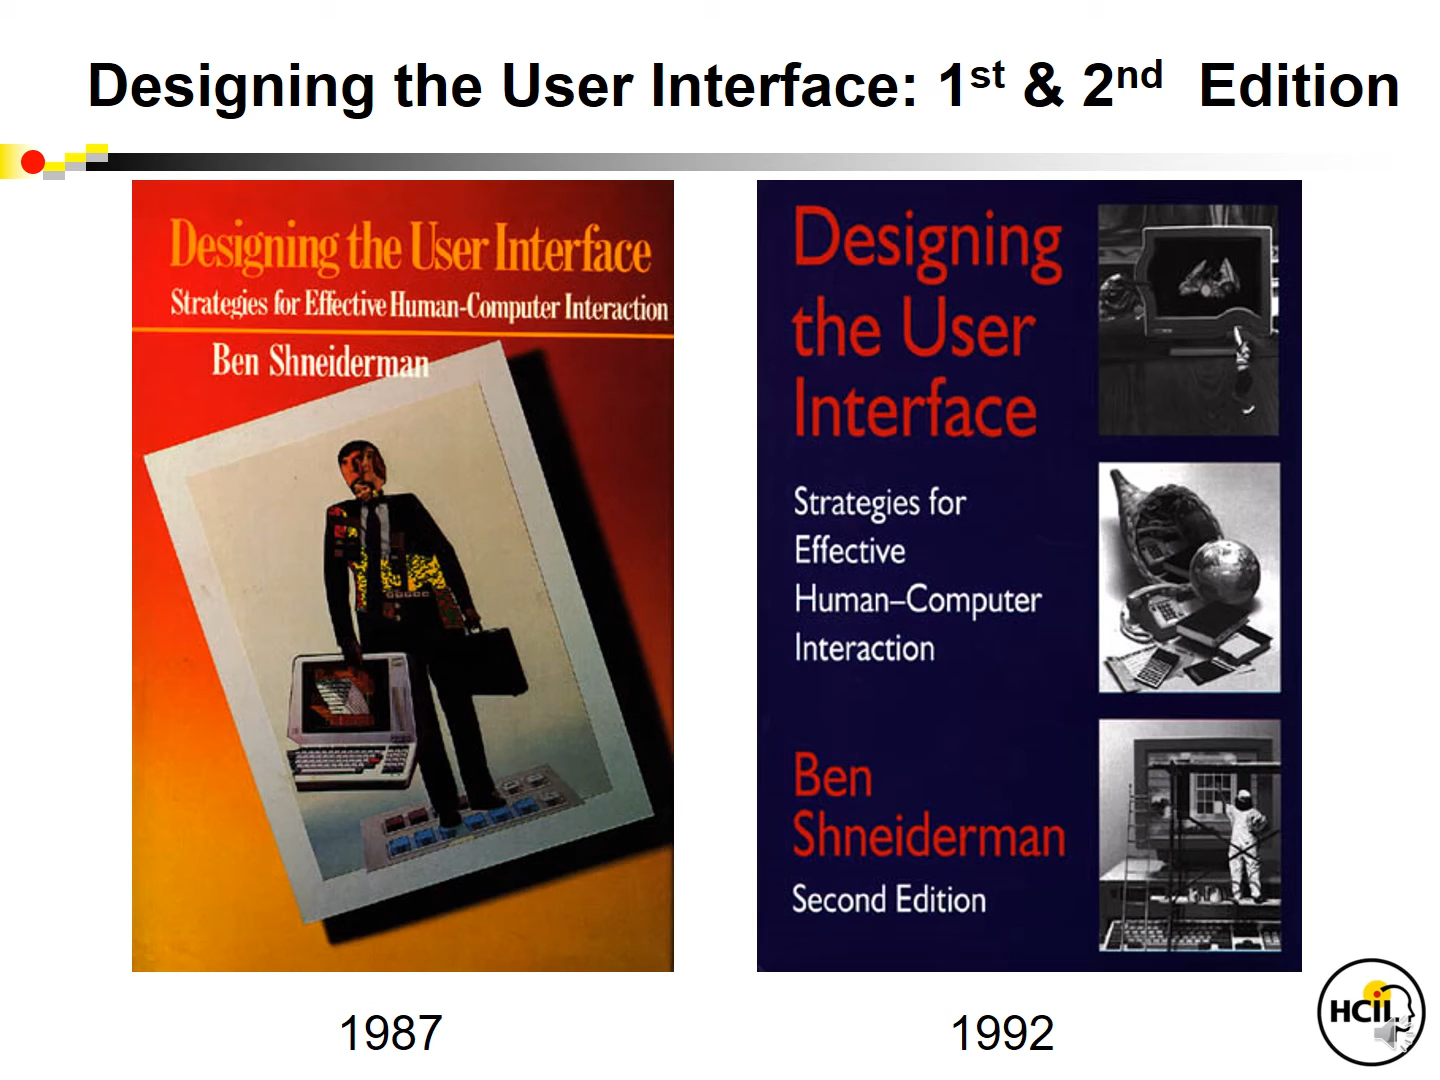 Designing the User Interface: 1st & 2nd Edition
Designing the User Interface
Strategies for Effective Human-Computer Interaction
Ben Shneiderman
Designing
the User
Interface
Strategies for
Effective
Human–Computer
Interaction
Ben
Shneiderman
Second Edition
1987
1992
HCiL